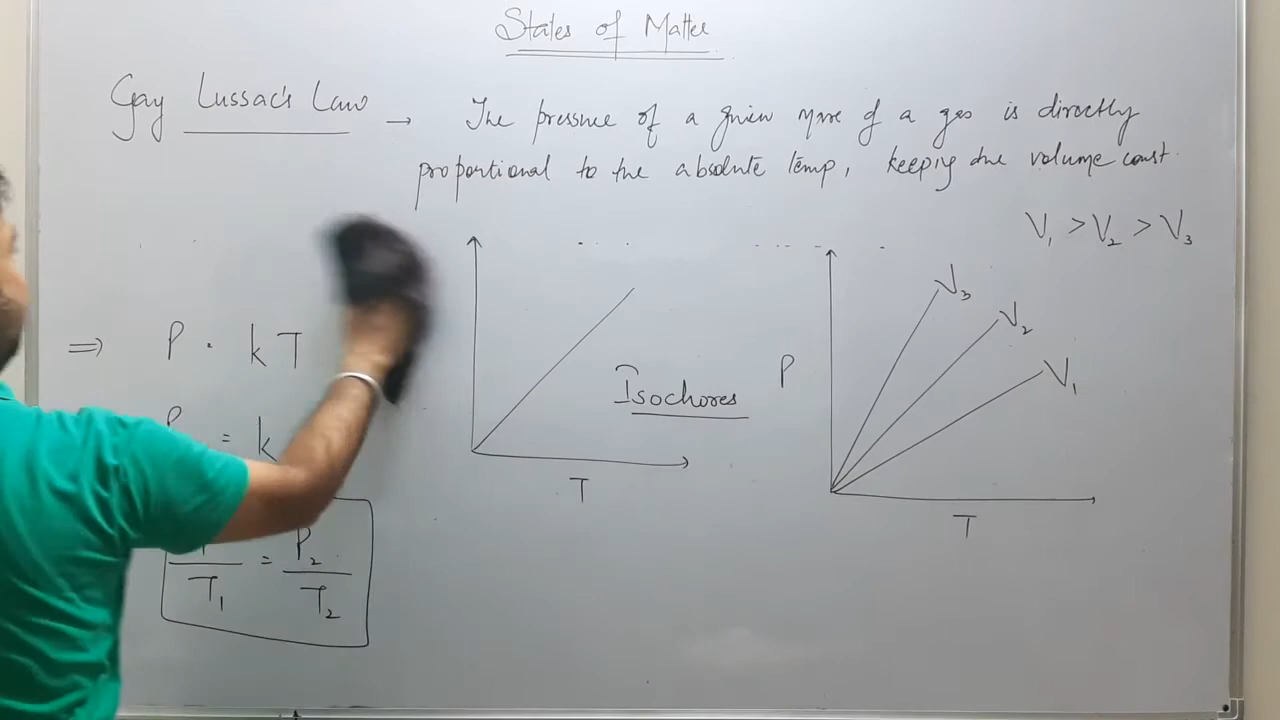 States of Matter
Gay Lussac's Law → The pressure of a given mass of a gas is directly
proportional to the absolute temp, keeping the volume const.
V₁ > V₂ > V₃
⇒ P = kT
P = k
T₁ = P₂
T₂
Isochores
T
P
V₃
V₂
V₁
T